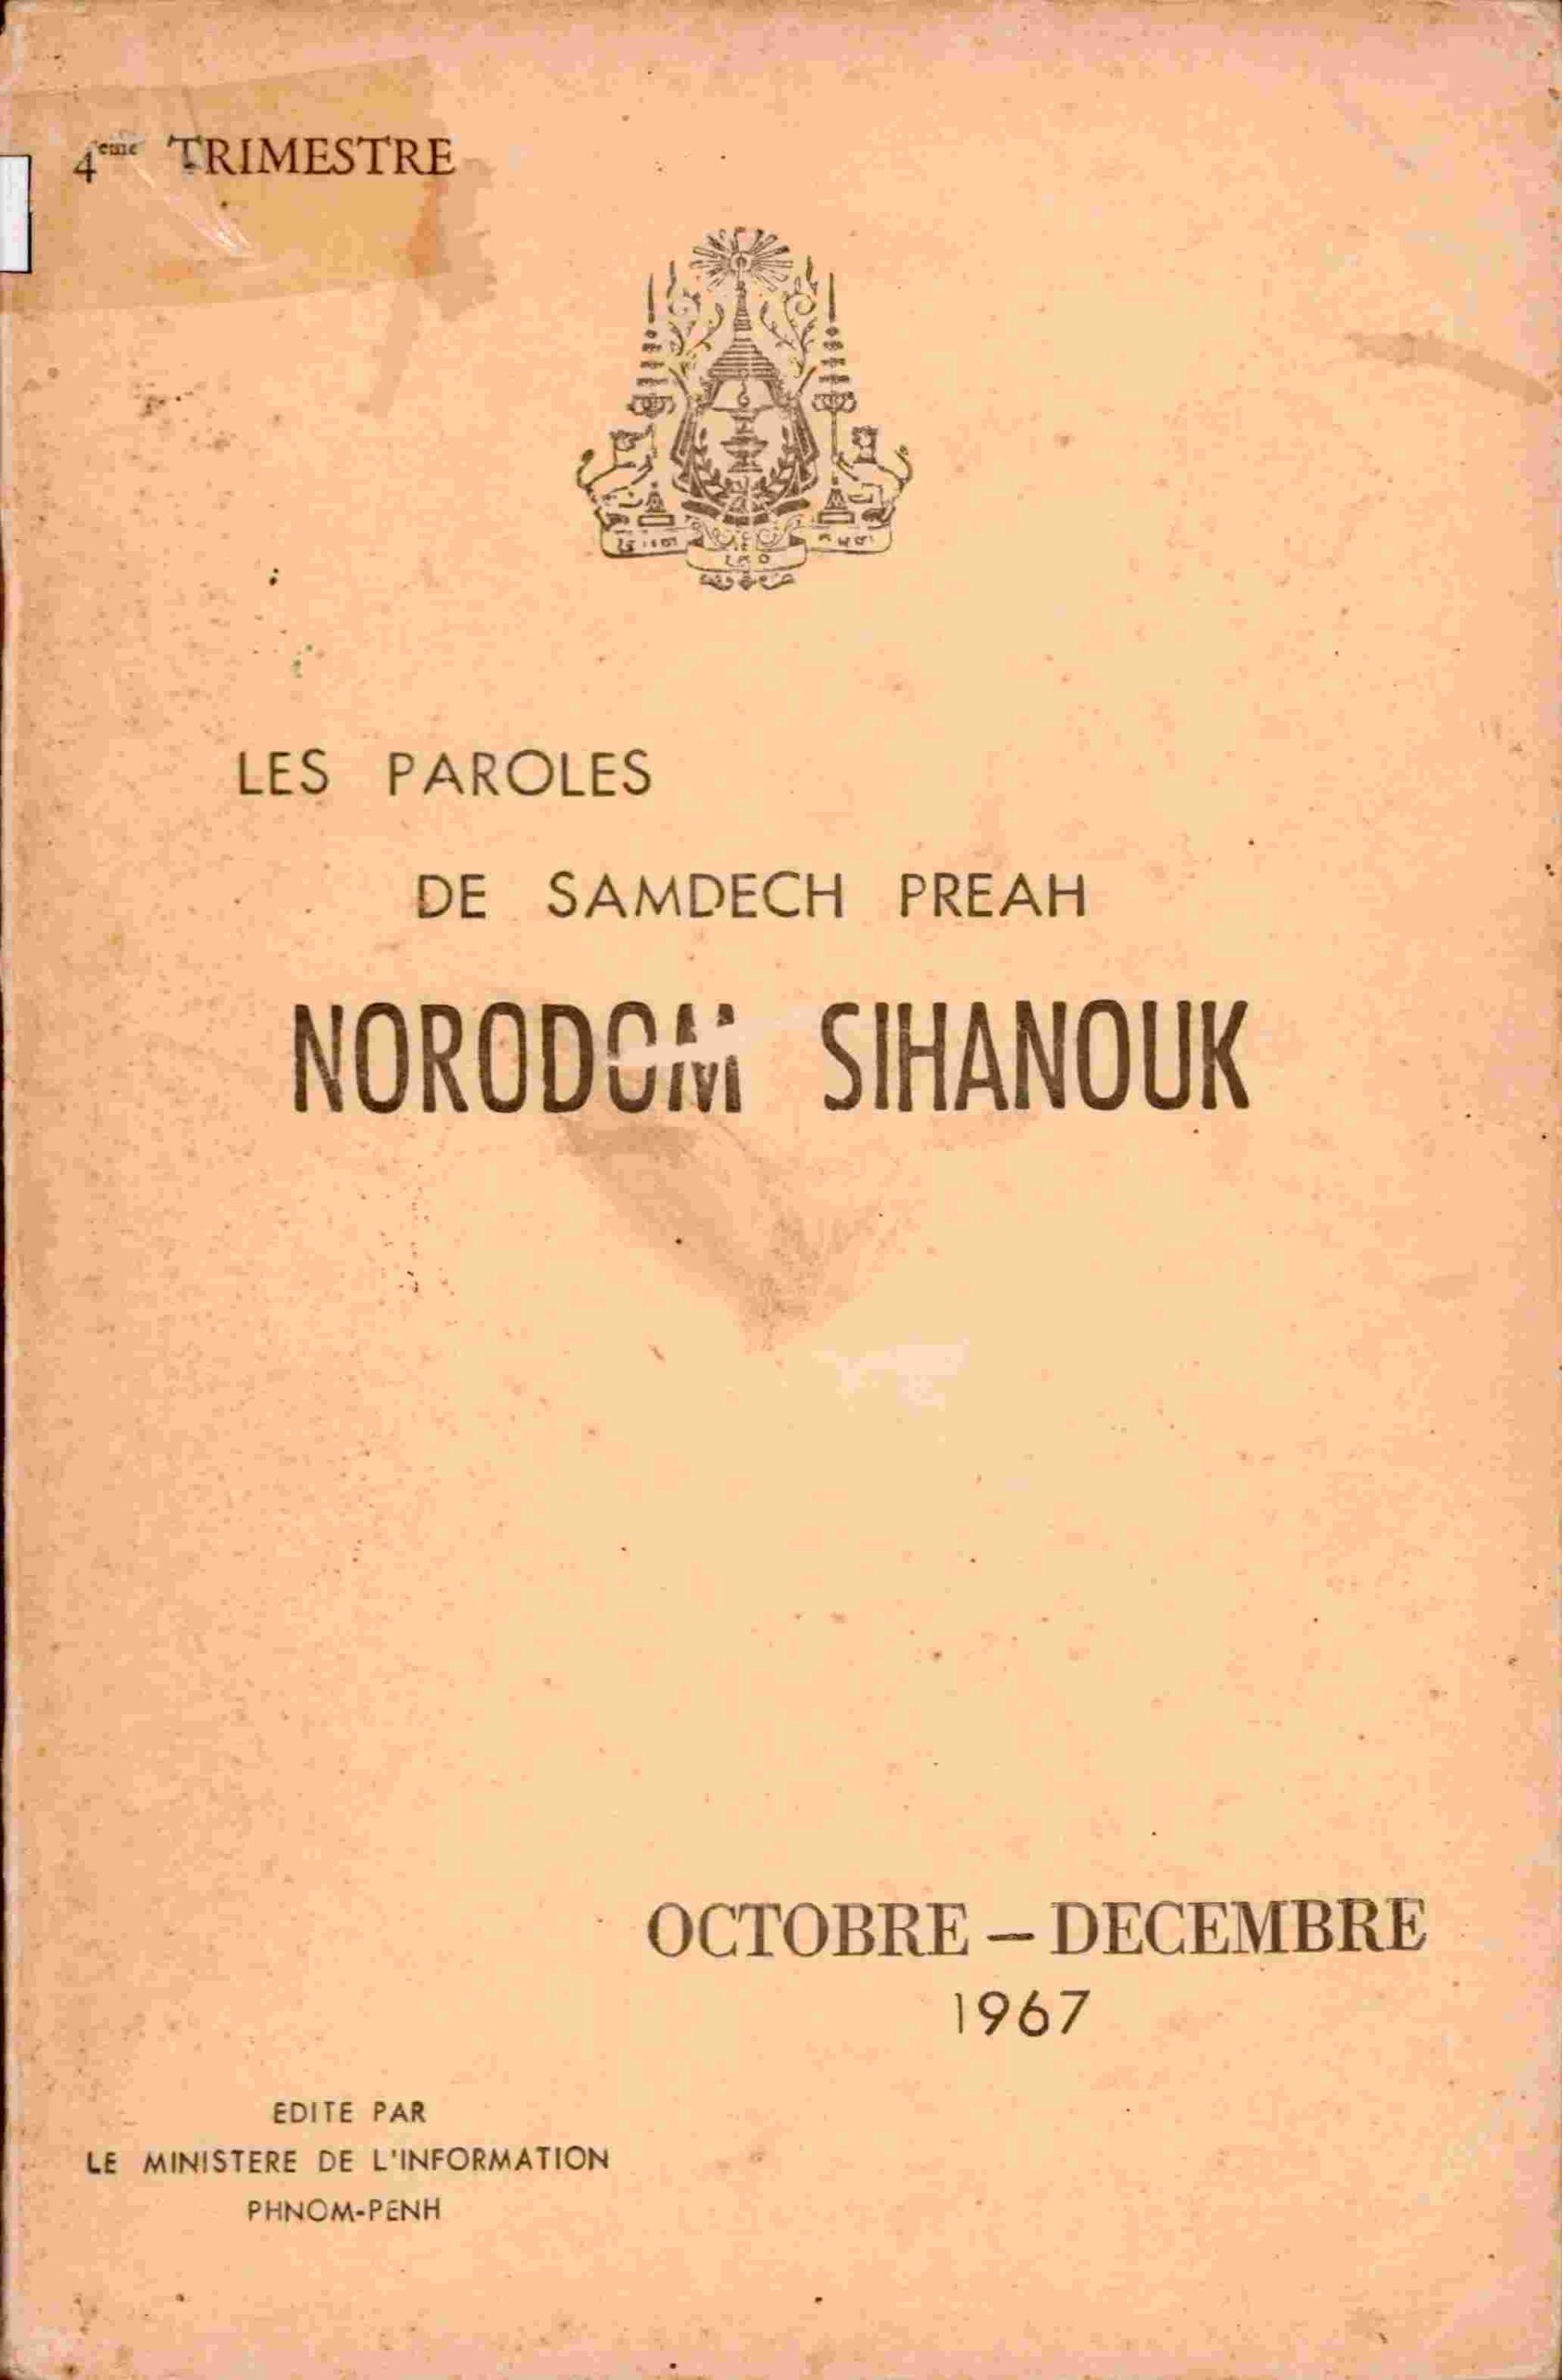 4eme TRIMESTRE
LES PAROLES
DE SAMDECH PREAH
NORODOM SIHANOUK
OCTOBRE – DECEMBRE
1967
EDITE PAR
LE MINISTERE DE L'INFORMATION
PHNOM-PENH